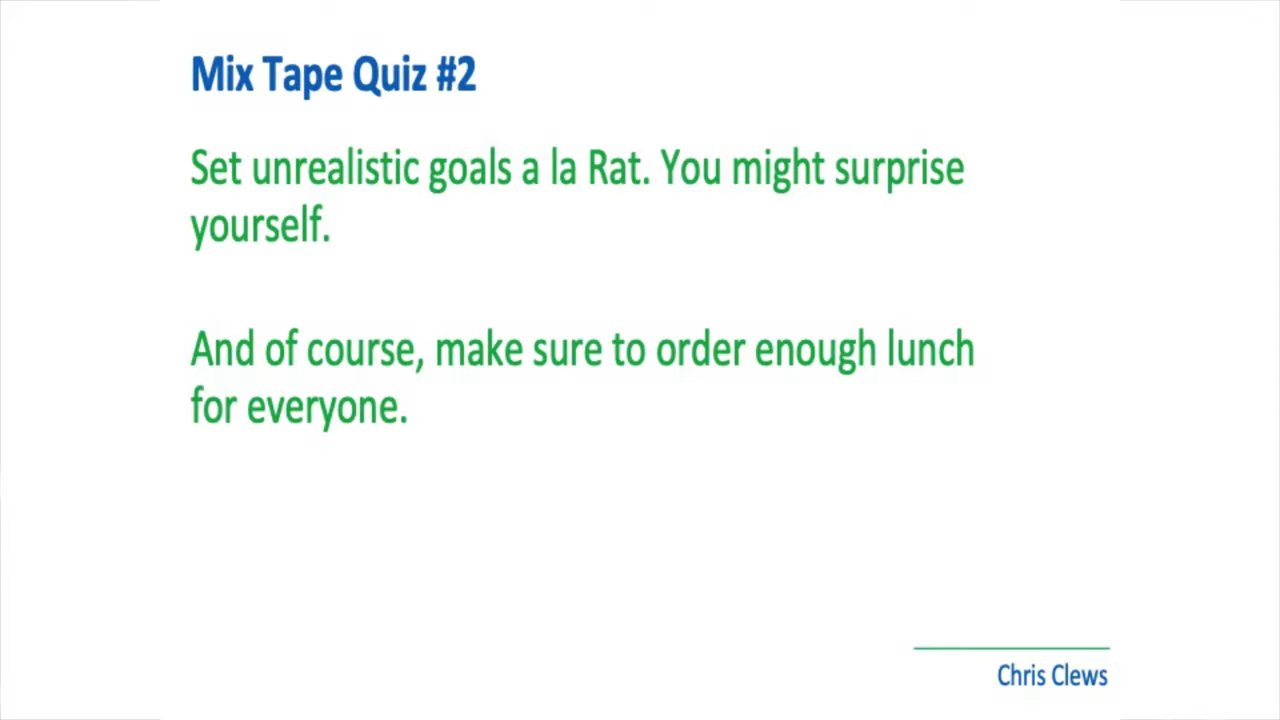 Mix Tape Quiz #2
Set unrealistic goals a la Rat. You might surprise
yourself.
And of course, make sure to order enough lunch
for everyone.
Chris Clews